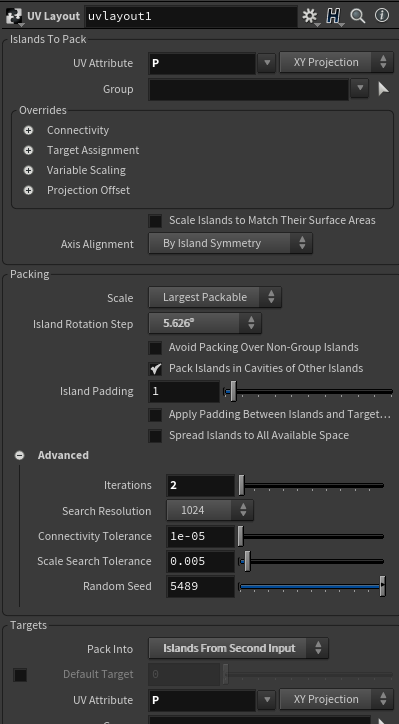 UV Layout uvlayout1
Islands To Pack
UV Attribute P XY Projection
Group
Overrides
Connectivity
Target Assignment
Variable Scaling
Projection Offset
Scale Islands to Match Their Surface Areas
Axis Alignment By Island Symmetry
Packing
Scale Largest Packable
Island Rotation Step 5.626°
Avoid Packing Over Non-Group Islands
Pack Islands in Cavities of Other Islands
Island Padding 1
Apply Padding Between Islands and Target...
Spread Islands to All Available Space
Advanced
Iterations 2
Search Resolution 1024
Connectivity Tolerance 1e-05
Scale Search Tolerance 0.005
Random Seed 5489
Targets
Pack Into Islands From Second Input
Default Target 0
UV Attribute P XY Projection